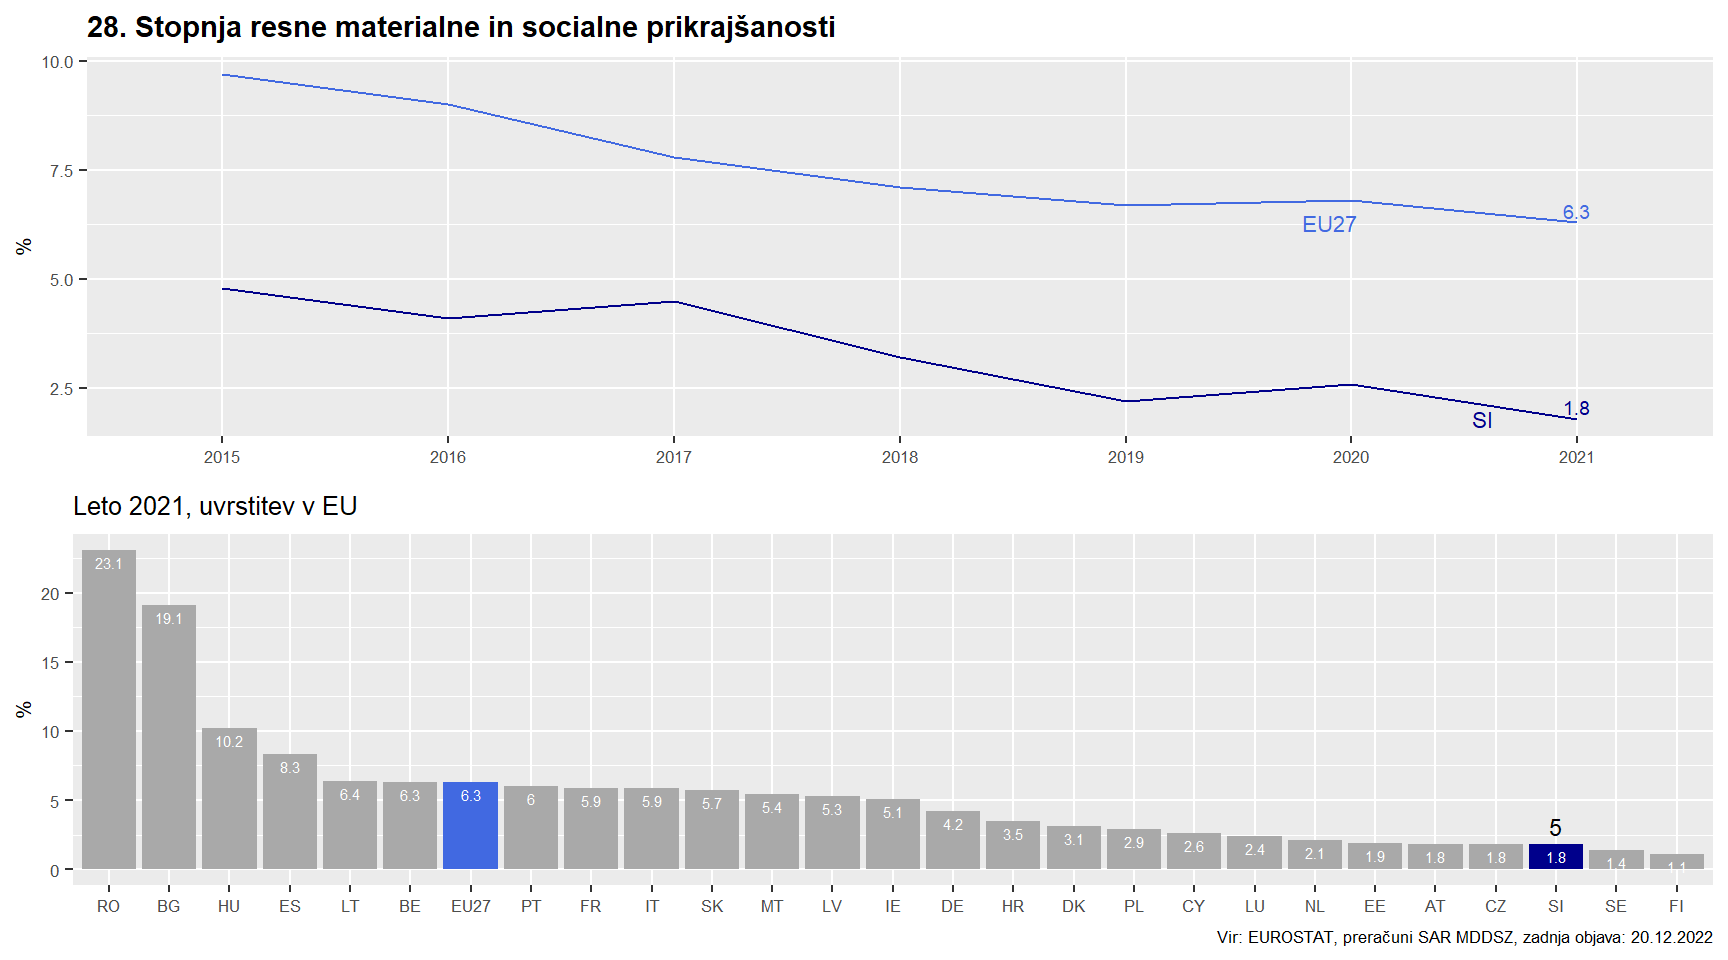 28. Stopnja resne materialne in socialne prikrajšanosti
10.0
7.5
5.0
2.5
%
EU27
6.3
SI
1.8
2015 2016 2017 2018 2019 2020 2021
Leto 2021, uvrstitev v EU
20
15
10
5
0
%
23.1 19.1 10.2 8.3 6.4 6.3 6.3 6 5.9 5.9 5.7 5.4 5.3 5.1 4.2 3.5 3.1 2.9 2.6 2.4 2.1 1.9 1.8 1.8 1.8 1.4 1.1
5
RO BG HU ES LT BE EU27 PT FR IT SK MT LV IE DE HR DK PL CY LU NL EE AT CZ SI SE FI
Vir: EUROSTAT, preračuni SAR MDDSZ, zadnja objava: 20.12.2022